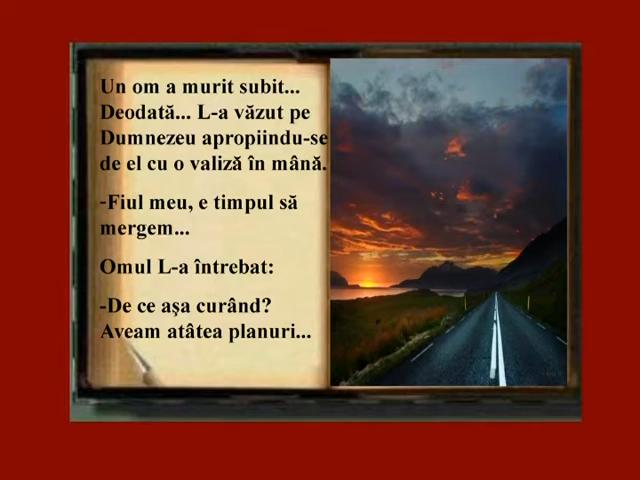 Un om a murit subit...
Deodată... L-a văzut pe
Dumnezeu apropiindu-se
de el cu o valiză în mână.
-Fiul meu, e timpul să
mergem...
Omul L-a întrebat:
-De ce aşa curând?
Aveam atâtea planuri...